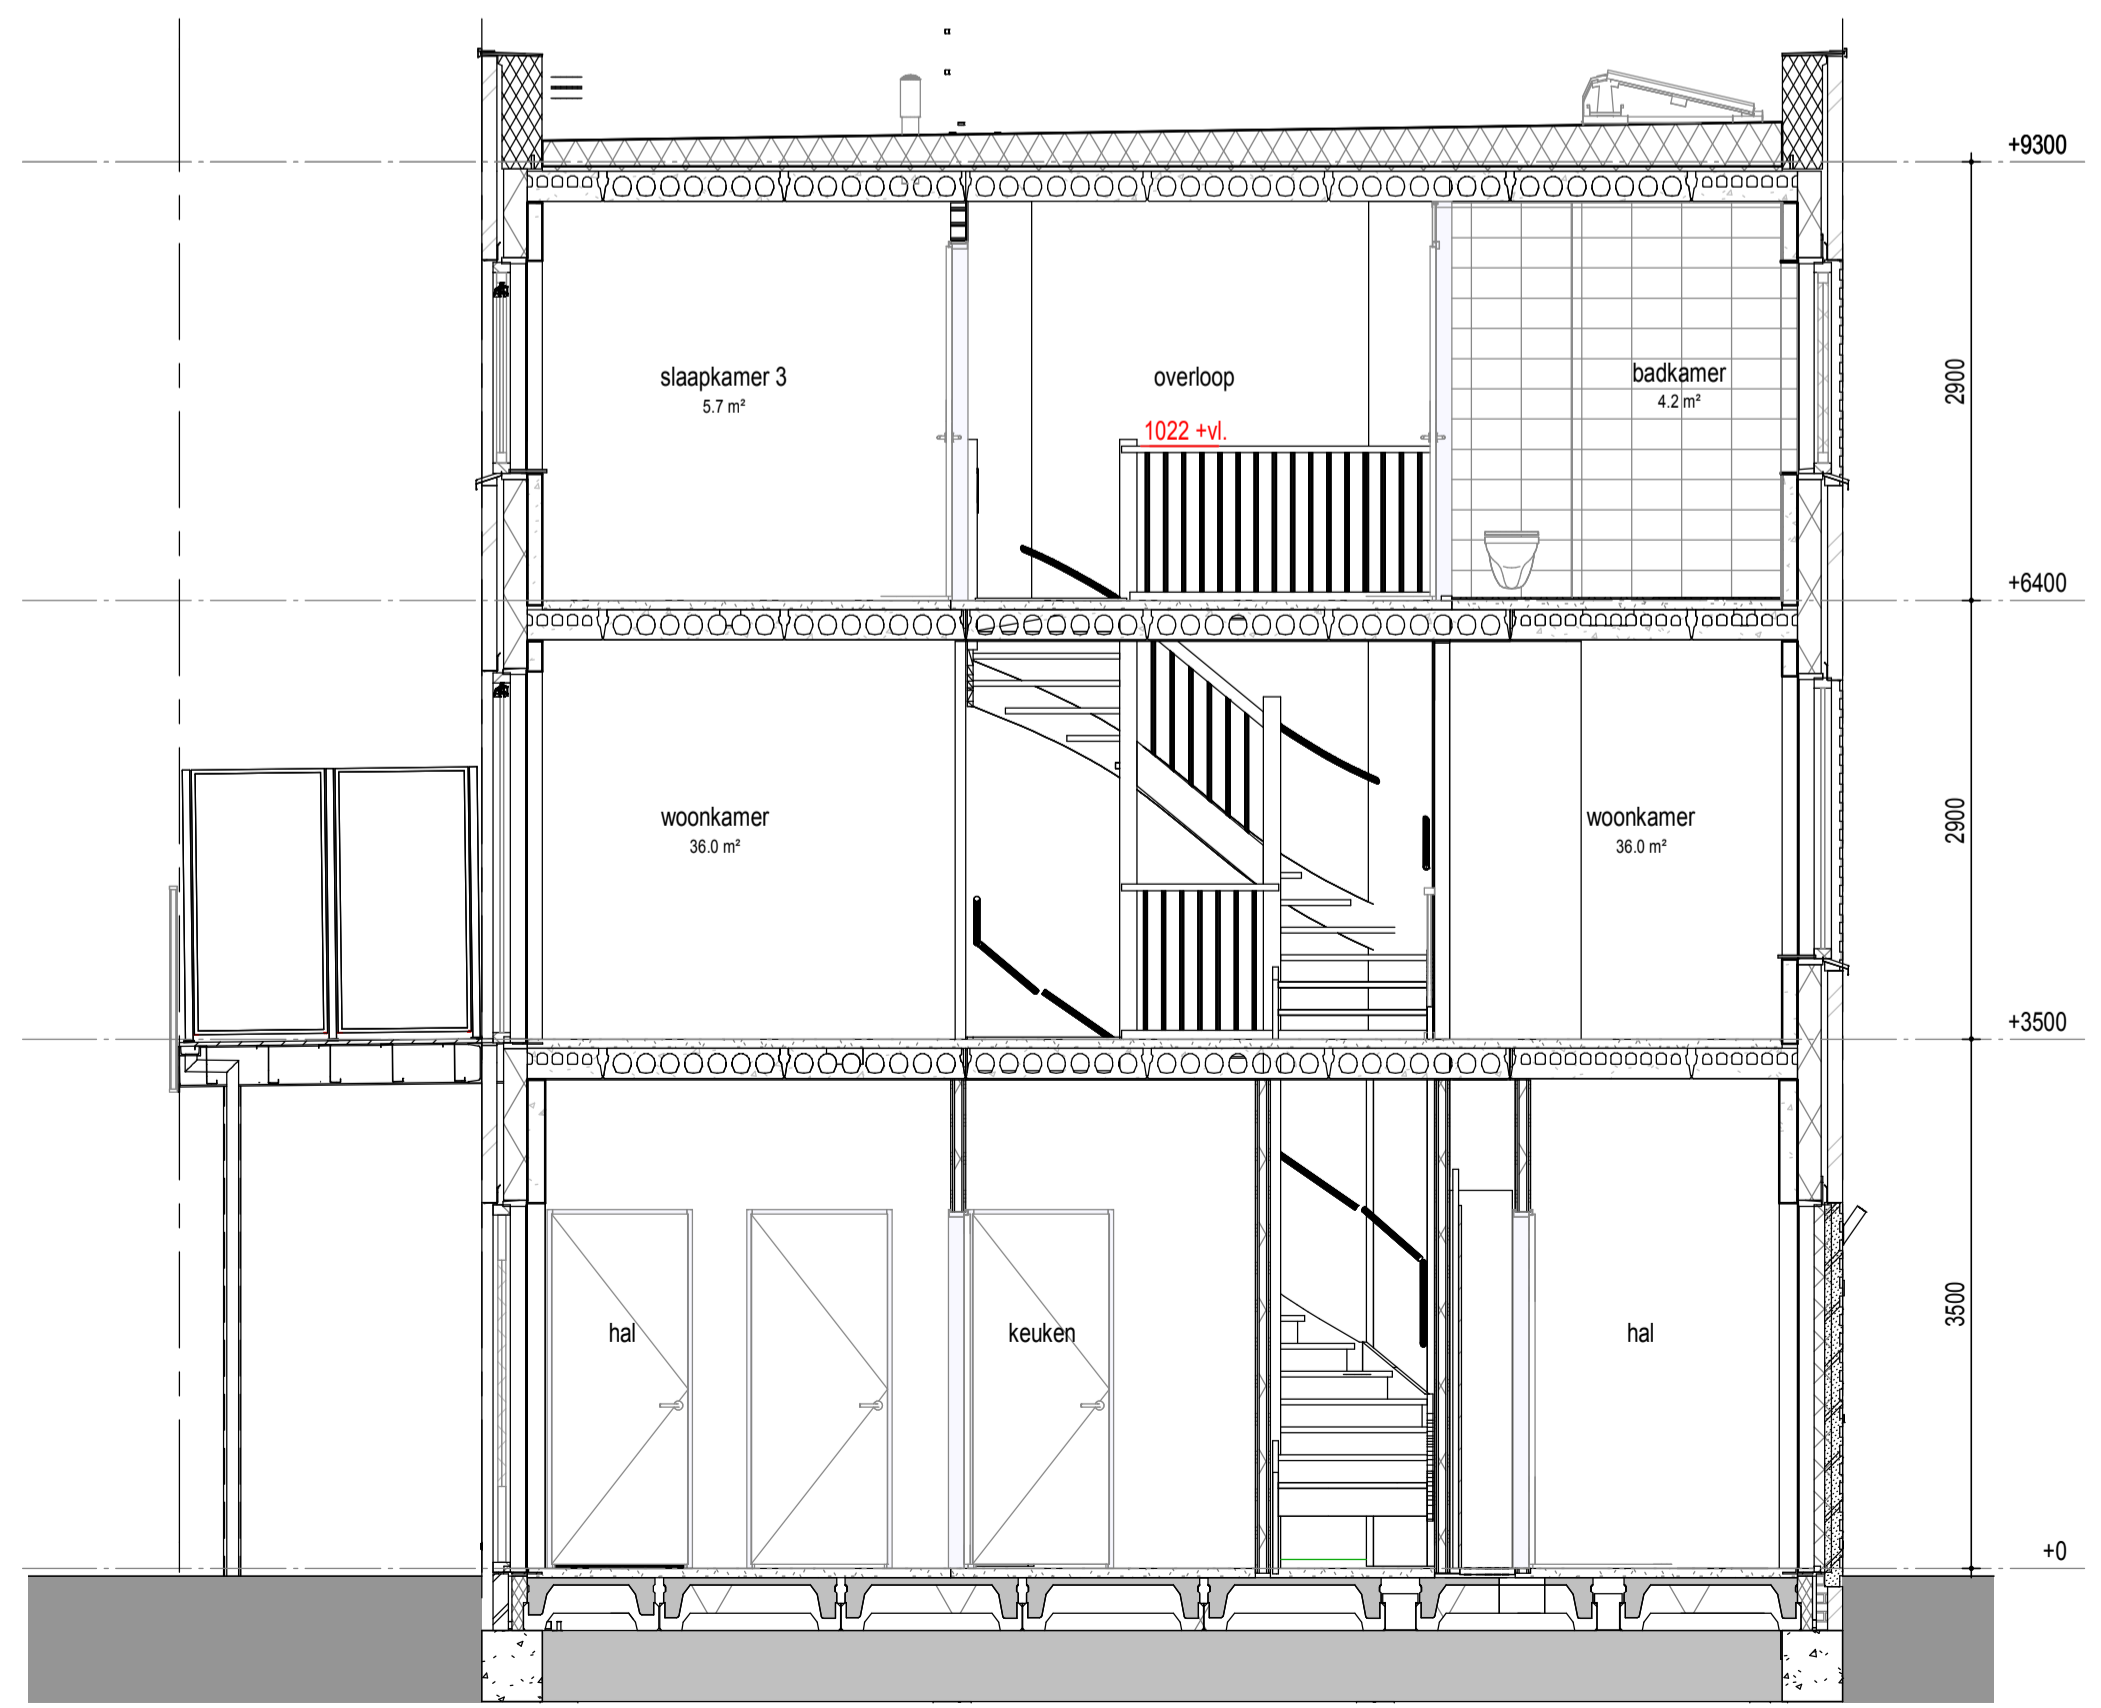 +9300
slaapkamer 3
5.7 m²
overloop
badkamer
4.2 m²
1022 +vl.
2900
+6400
woonkamer
36.0 m²
woonkamer
36.0 m²
2900
+3500
hal
keuken
hal
3500
+0